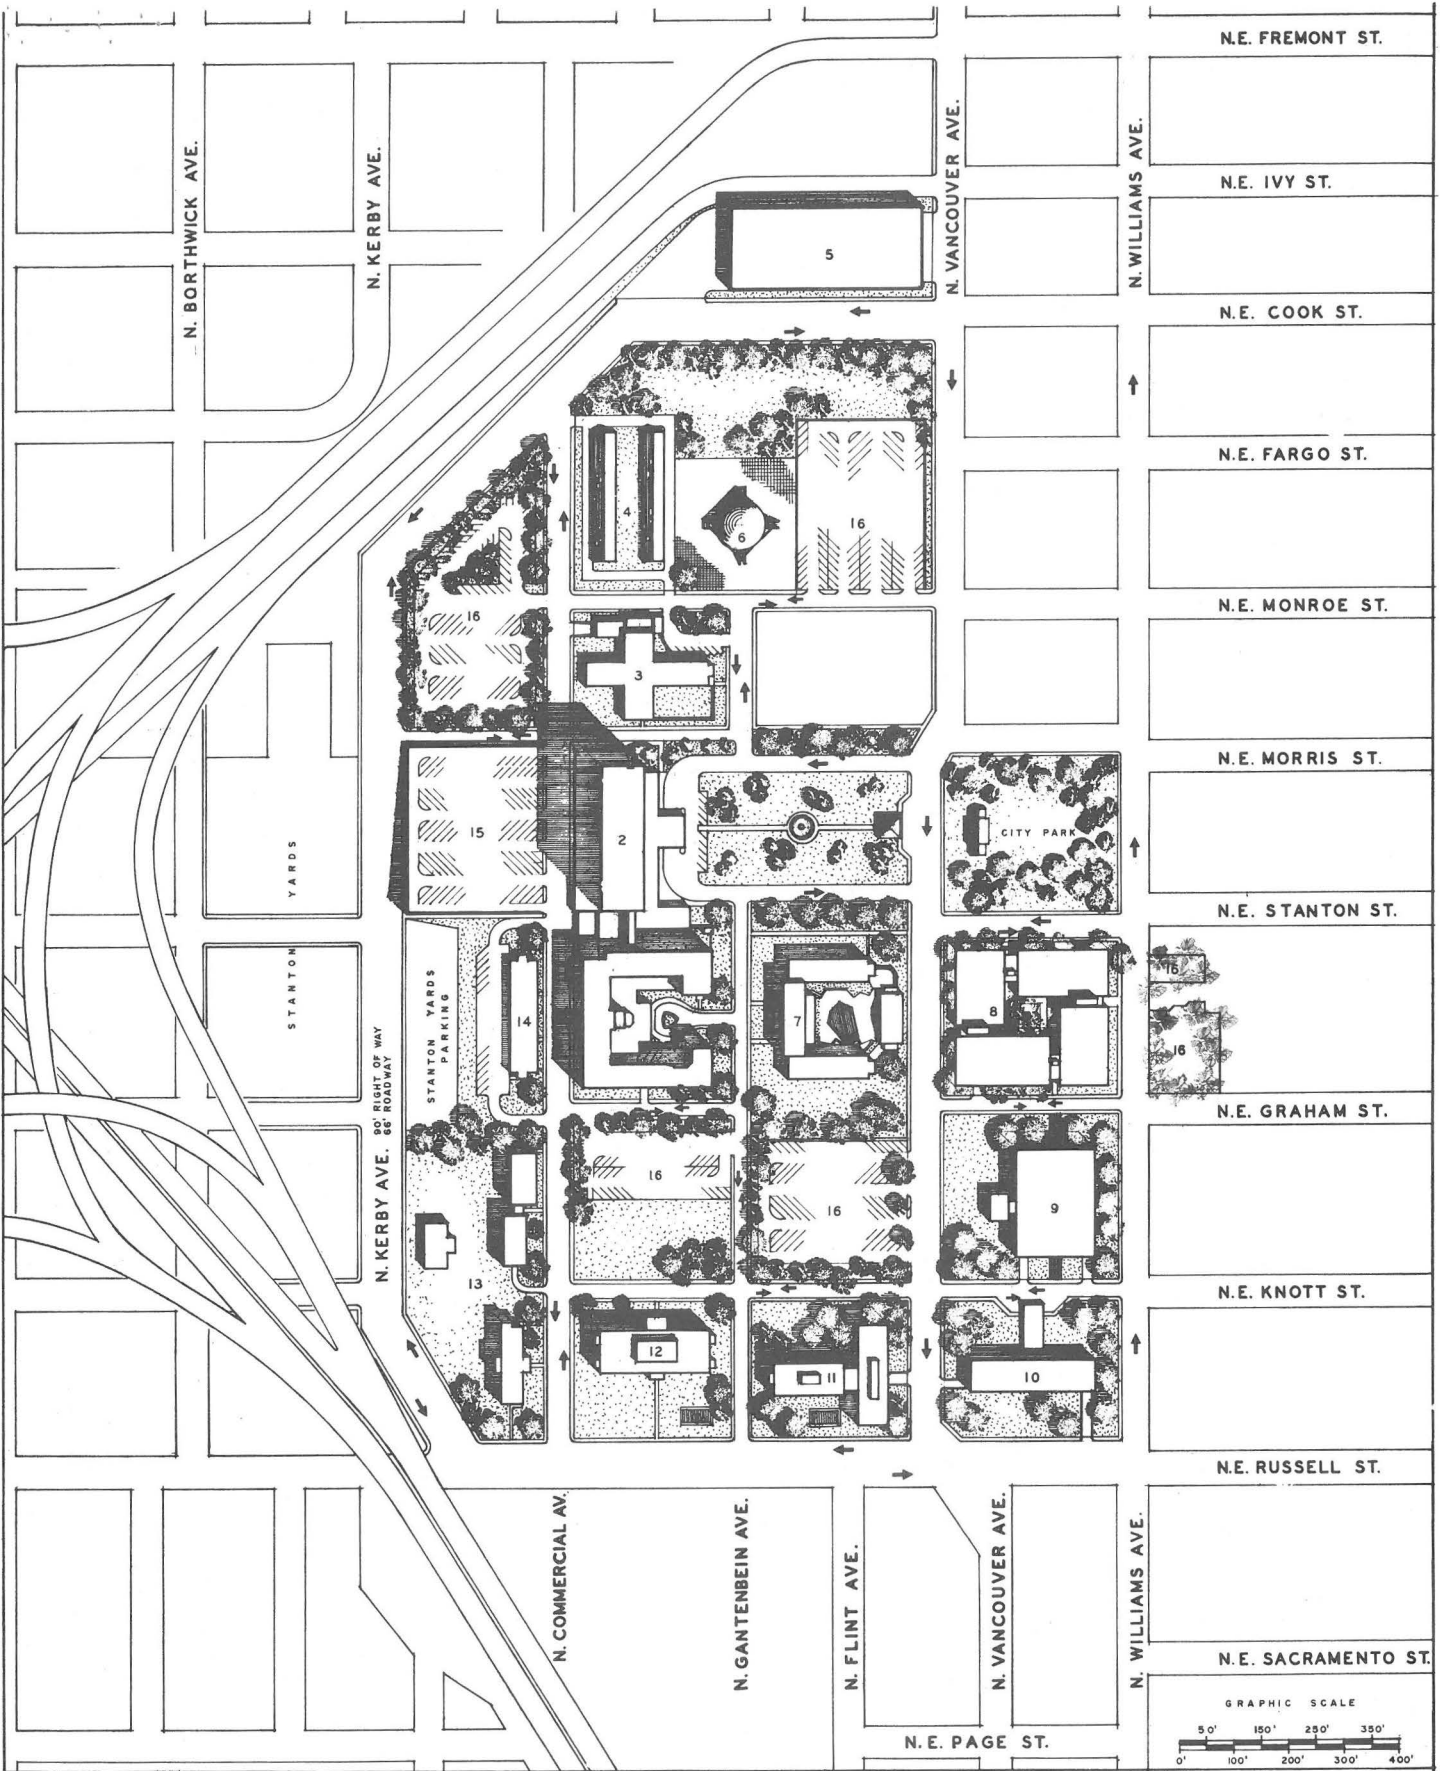 N.E. FREMONT ST.
N. BORTHWICK AVE.
N. KERBY AVE.
N. VANCOUVER AVE.
N. WILLIAMS AVE.
N.E. IVY ST.
5
N.E. COOK ST.
N.E. FARGO ST.
4
6
16
N.E. MONROE ST.
16
3
N.E. MORRIS ST.
15
2
CITY PARK
STANTON YARDS
N.E. STANTON ST.
STANTON YARDS
PARKING
14
1
7
8
16
16
90' RIGHT OF WAY
66' ROADWAY
N. KERBY AVE.
N.E. GRAHAM ST.
16
16
9
13
N.E. KNOTT ST.
12
11
10
N.E. RUSSELL ST.
N. COMMERCIAL AV.
N. GANTENBEIN AVE.
N. FLINT AVE.
N. VANCOUVER AVE.
N. WILLIAMS AVE.
N.E. SACRAMENTO ST.
N.E. PAGE ST.
GRAPHIC SCALE
50' 150' 250' 350'
0' 100' 200' 300' 400'